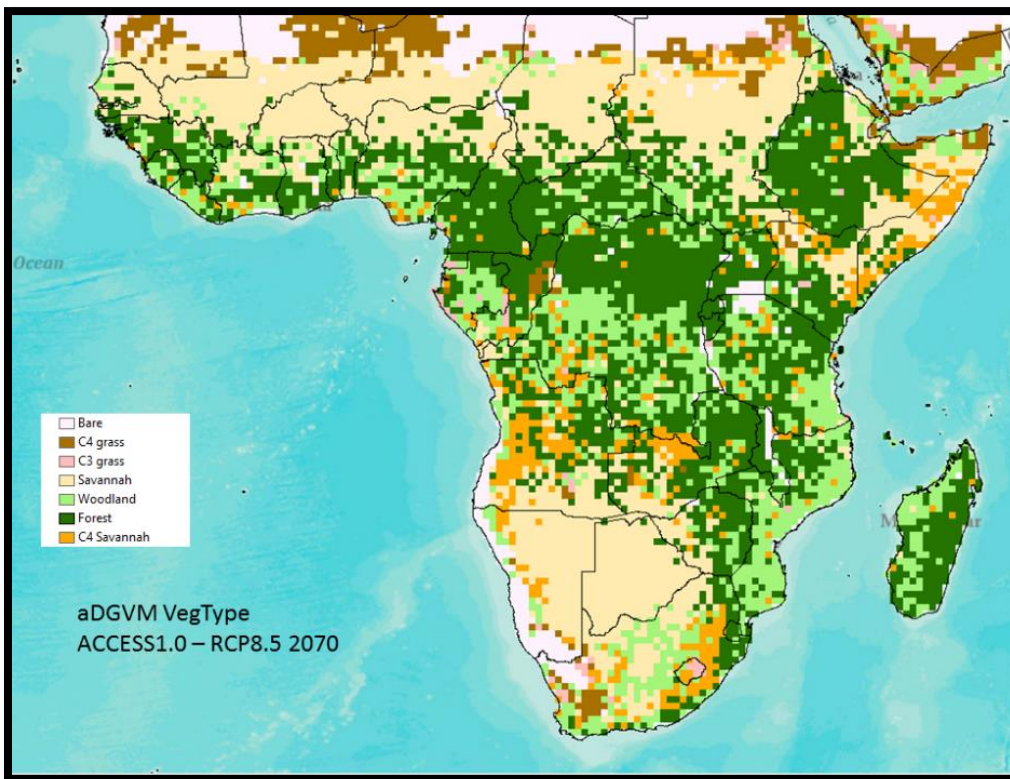 Ocean
Bare
C4 grass
C3 grass
Savannah
Woodland
Forest
C4 Savannah
aDGVM VegType
ACCESS1.0 – RCP8.5 2070